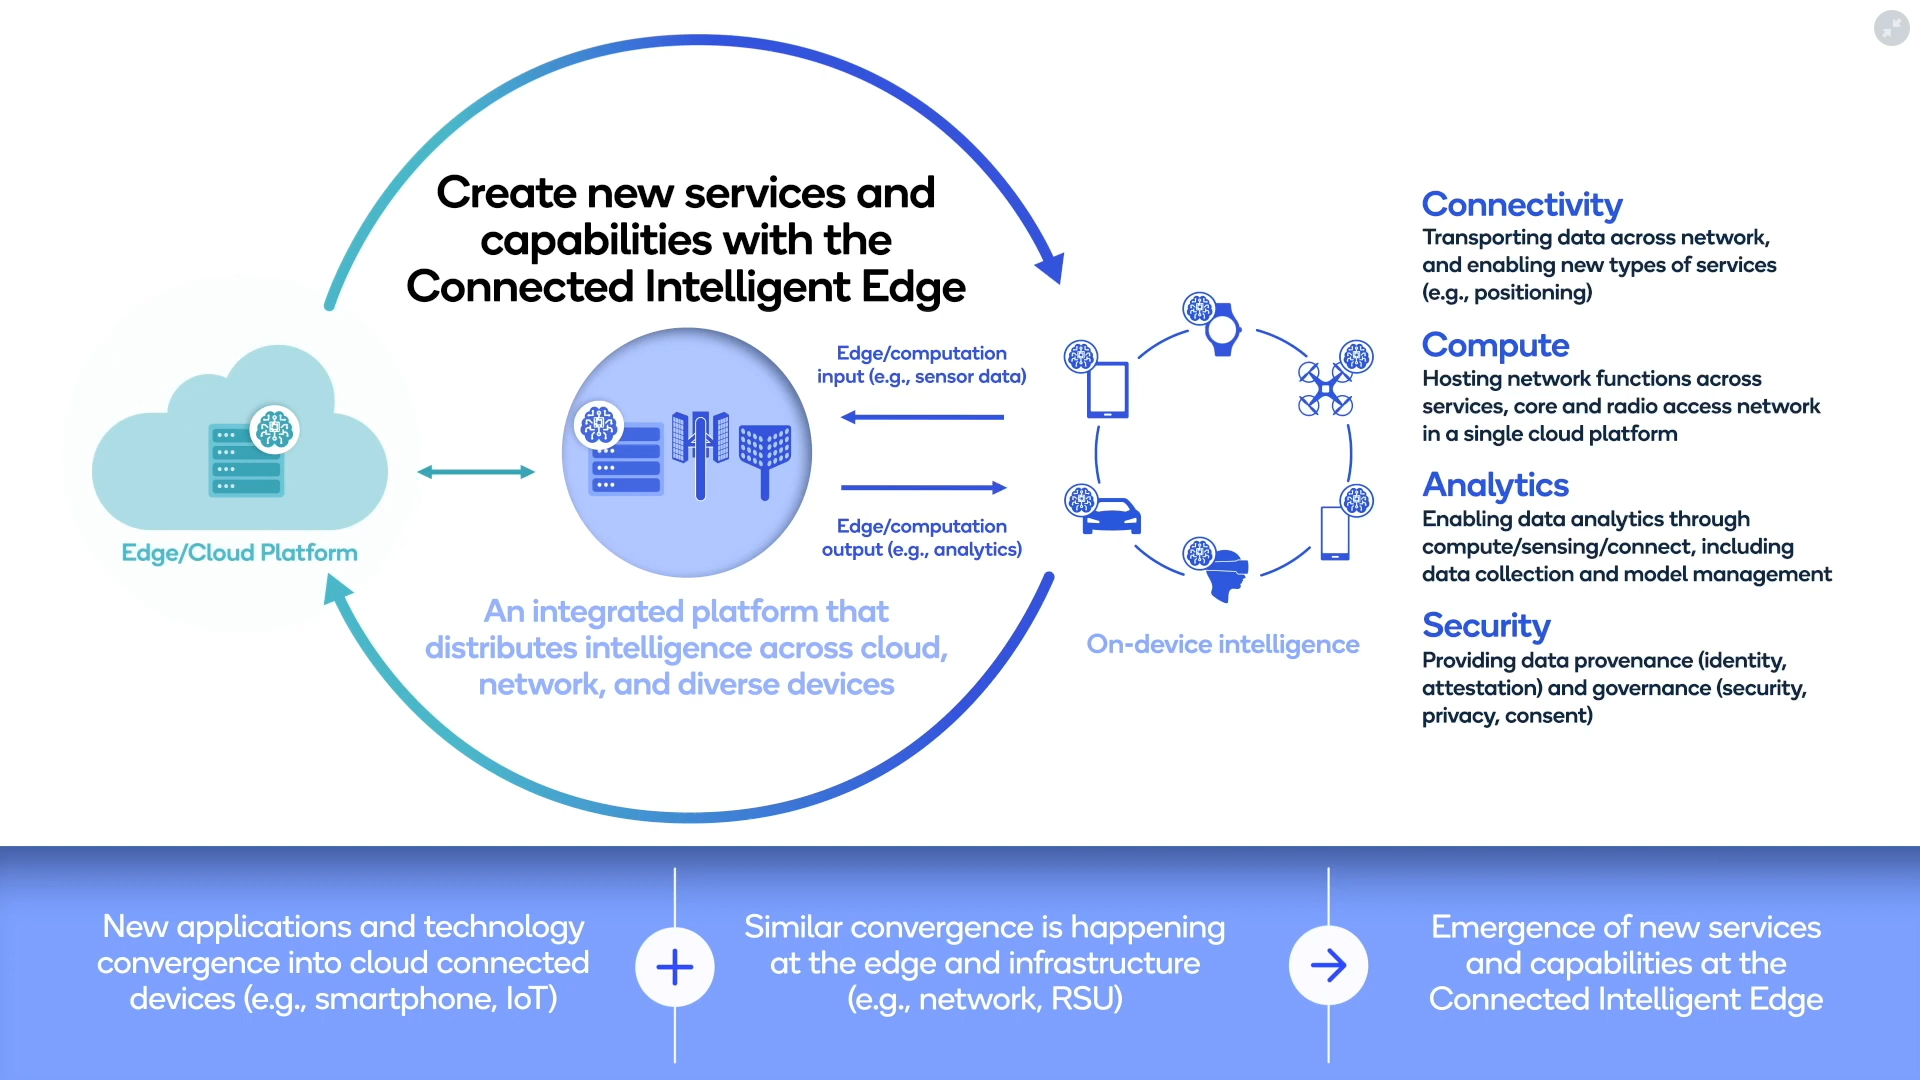 Create new services and
capabilities with the
Connected Intelligent Edge
Edge/Cloud Platform
Edge/computation
input (e.g., sensor data)
Edge/computation
output (e.g., analytics)
An integrated platform that
distributes intelligence across cloud,
network, and diverse devices
On-device intelligence
Connectivity
Transporting data across network,
and enabling new types of services
(e.g., positioning)
Compute
Hosting network functions across
services, core and radio access network
in a single cloud platform
Analytics
Enabling data analytics through
compute/sensing/connect, including
data collection and model management
Security
Providing data provenance (identity,
attestation) and governance (security,
privacy, consent)
New applications and technology
convergence into cloud connected
devices (e.g., smartphone, IoT)
Similar convergence is happening
at the edge and infrastructure
(e.g., network, RSU)
Emergence of new services
and capabilities at the
Connected Intelligent Edge